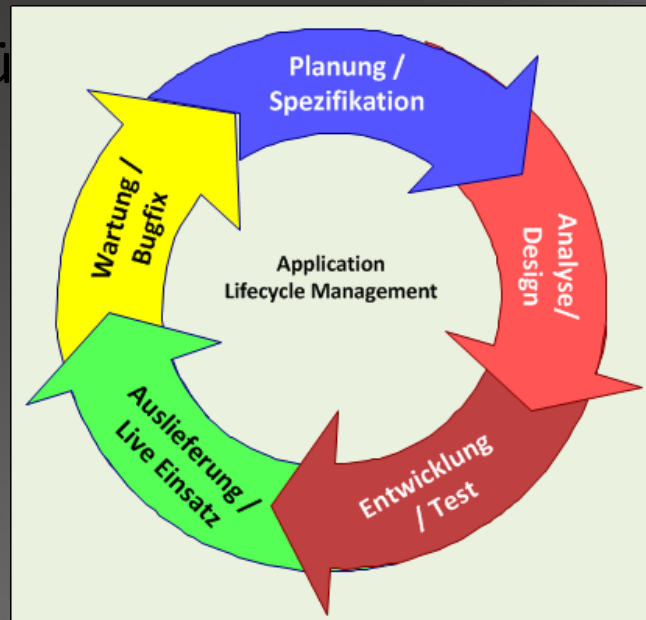 ü
Planung /
Spezifikation
Analyse/
Design
Entwicklung
/ Test
Auslieferung /
Live Einsatz
Wartung /
Bugfix
Application
Lifecycle Management